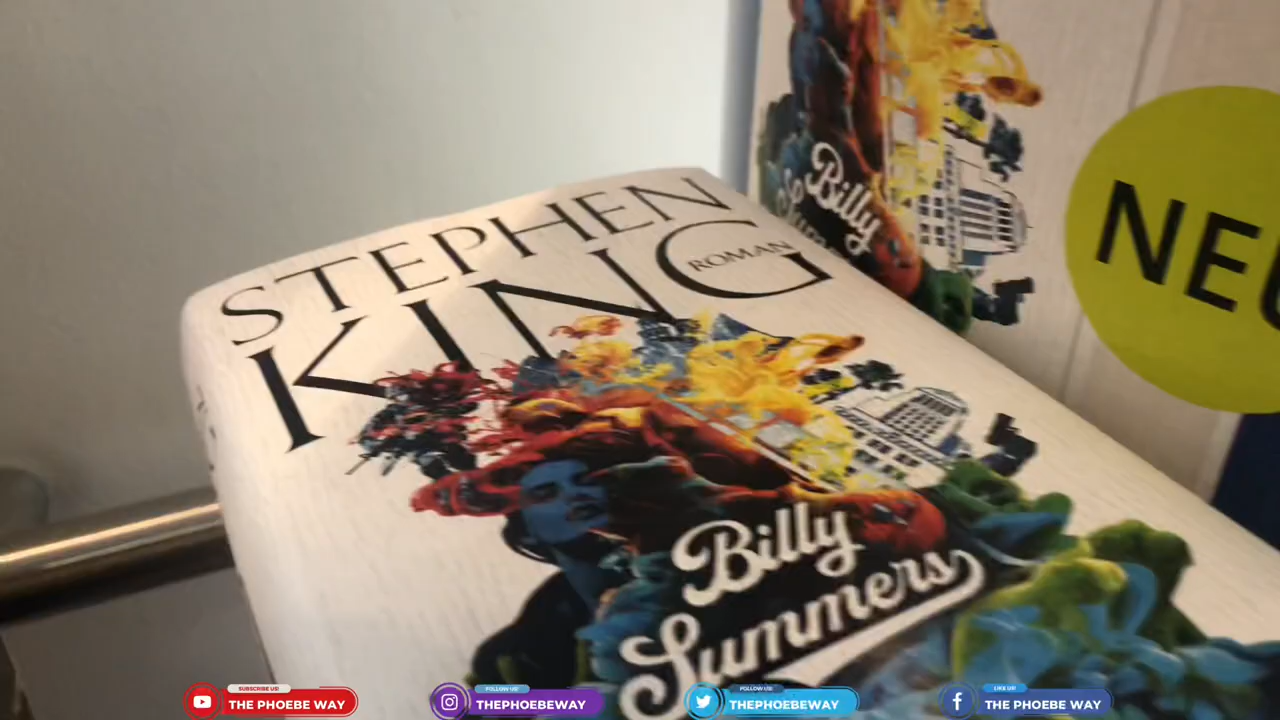 STEPHEN
KING
ROMAN
Billy
Summers
Billy
NEU
SUBSCRIBE US!
THE PHOEBE WAY
FOLLOW US!
THEPHOEBEWAY
FOLLOW US!
THEPHOEBEWAY
LIKE US!
THE PHOEBE WAY